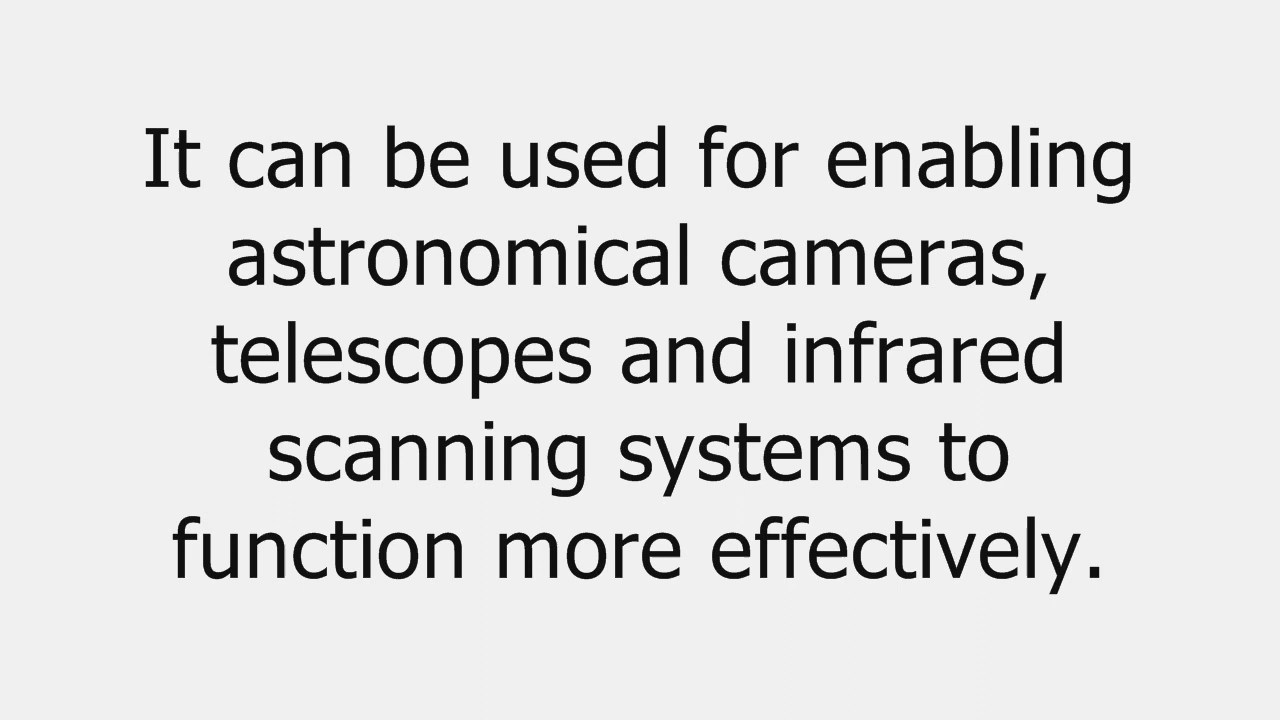 It can be used for enabling
astronomical cameras,
telescopes and infrared
scanning systems to
function more effectively.